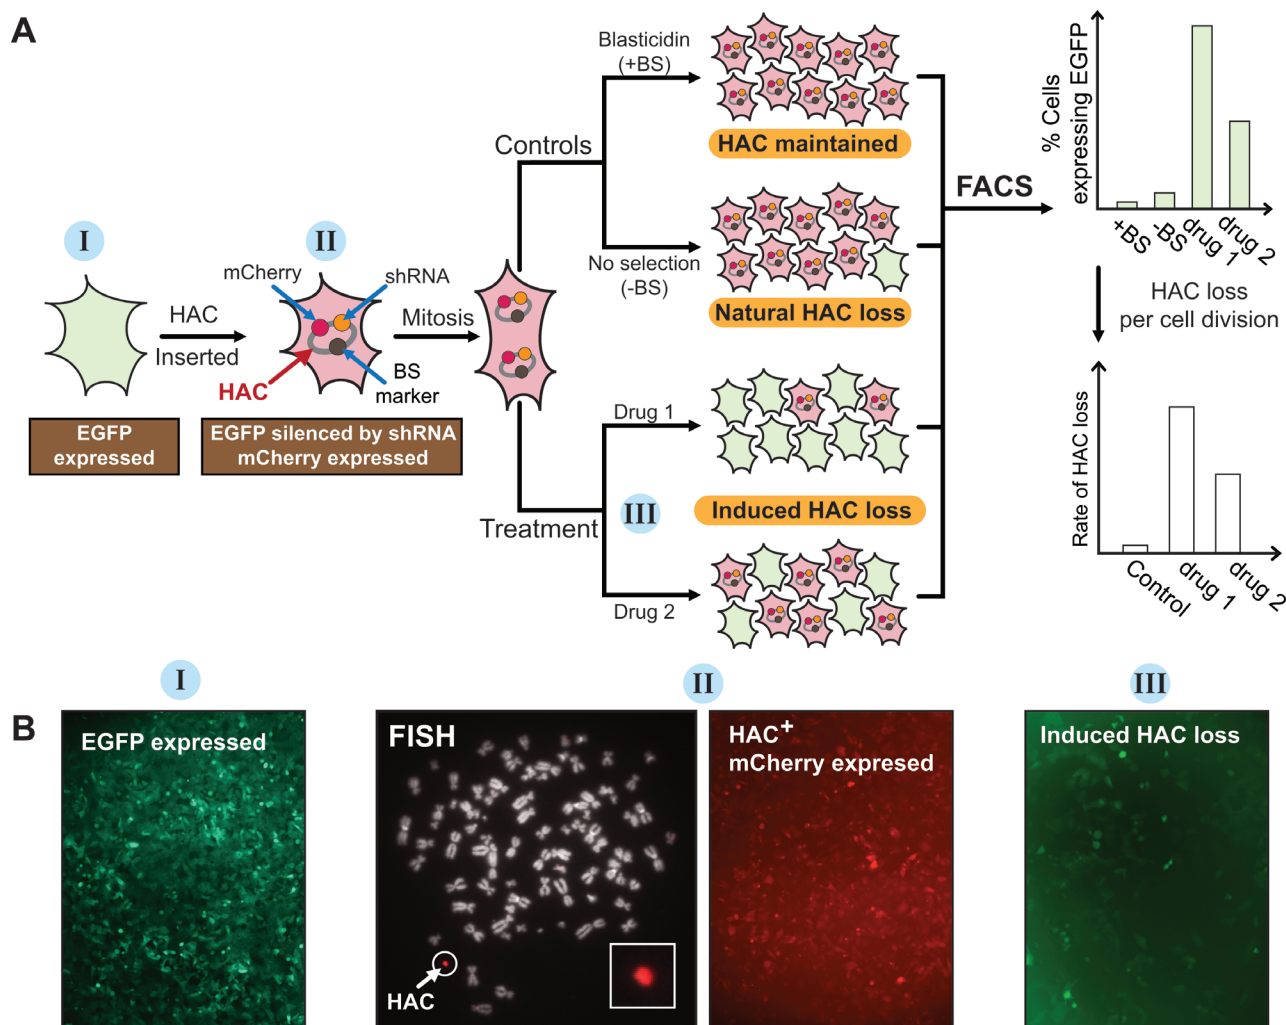 A
I
II
HAC
Inserted
mCherry
shRNA
HAC
BS
marker
Mitosis
EGFP
expressed
EGFP silenced by shRNA
mCherry expressed
Controls
Treatment
III
Blasticidin
(+BS)
No selection
(-BS)
Drug 1
Drug 2
HAC maintained
Natural HAC loss
Induced HAC loss
FACS
% Cells
expressing EGFP
+BS
-BS
drug 1
drug 2
HAC loss
per cell division
Rate of HAC loss
Control
drug 1
drug 2
B
I
EGFP expressed
II
FISH
HAC
HAC+
mCherry expresed
III
Induced HAC loss